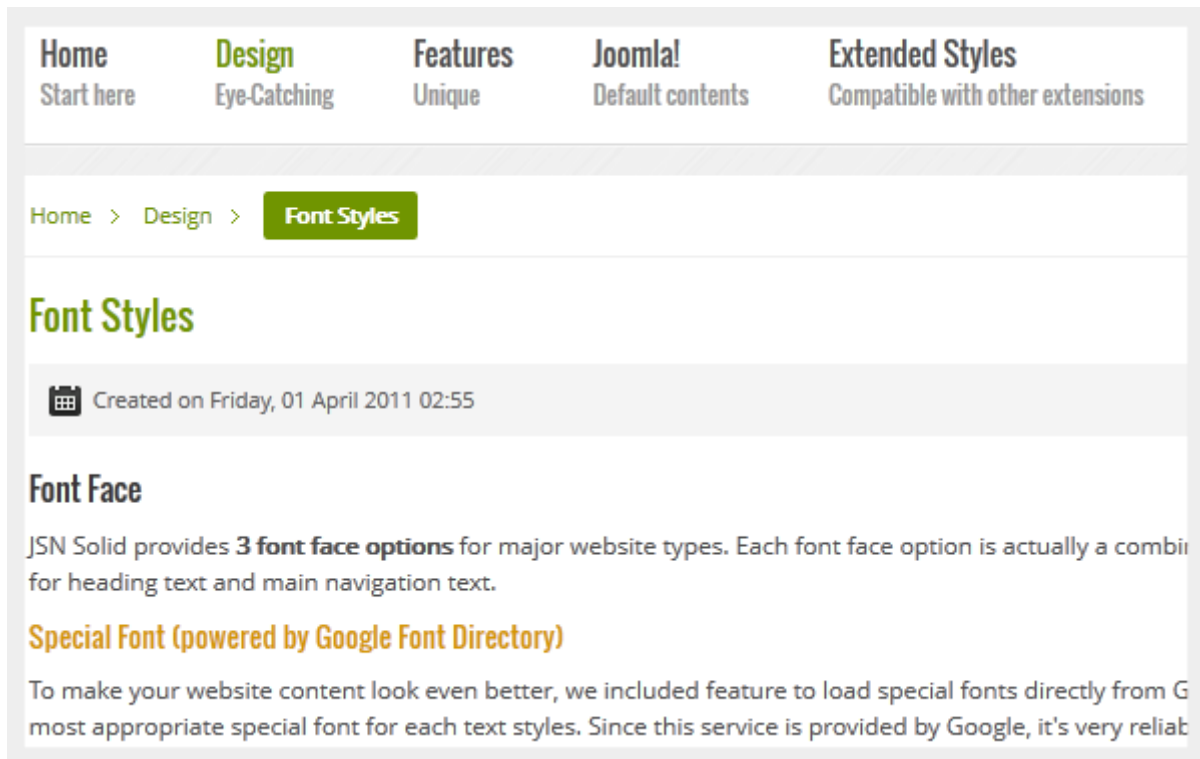 Home Design Features Joomla! Extended Styles
Start here Eye-Catching Unique Default contents Compatible with other extensions
Home > Design > Font Styles
Font Styles
Created on Friday, 01 April 2011 02:55
Font Face
JSN Solid provides 3 font face options for major website types. Each font face option is actually a
for heading text and main navigation text.
Special Font (powered by Google Font Directory)
To make your website content look even better, we included feature to load special fonts directly from
most appropriate special font for each text styles. Since this service is provided by Google, it's very